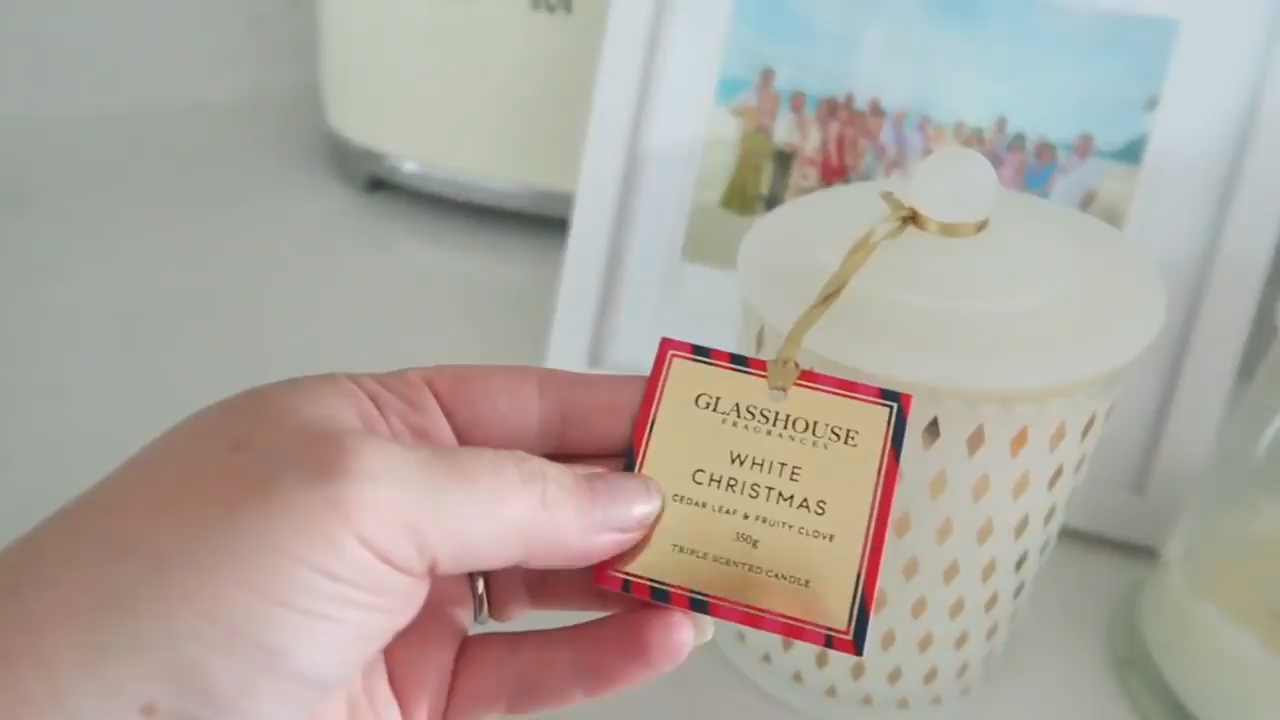 GLASSHOUSE
FRAGRANCES
WHITE
CHRISTMAS
CEDAR LEAF & FRUITY CLOVE
350g
TRIPLE SCENTED CANDLE